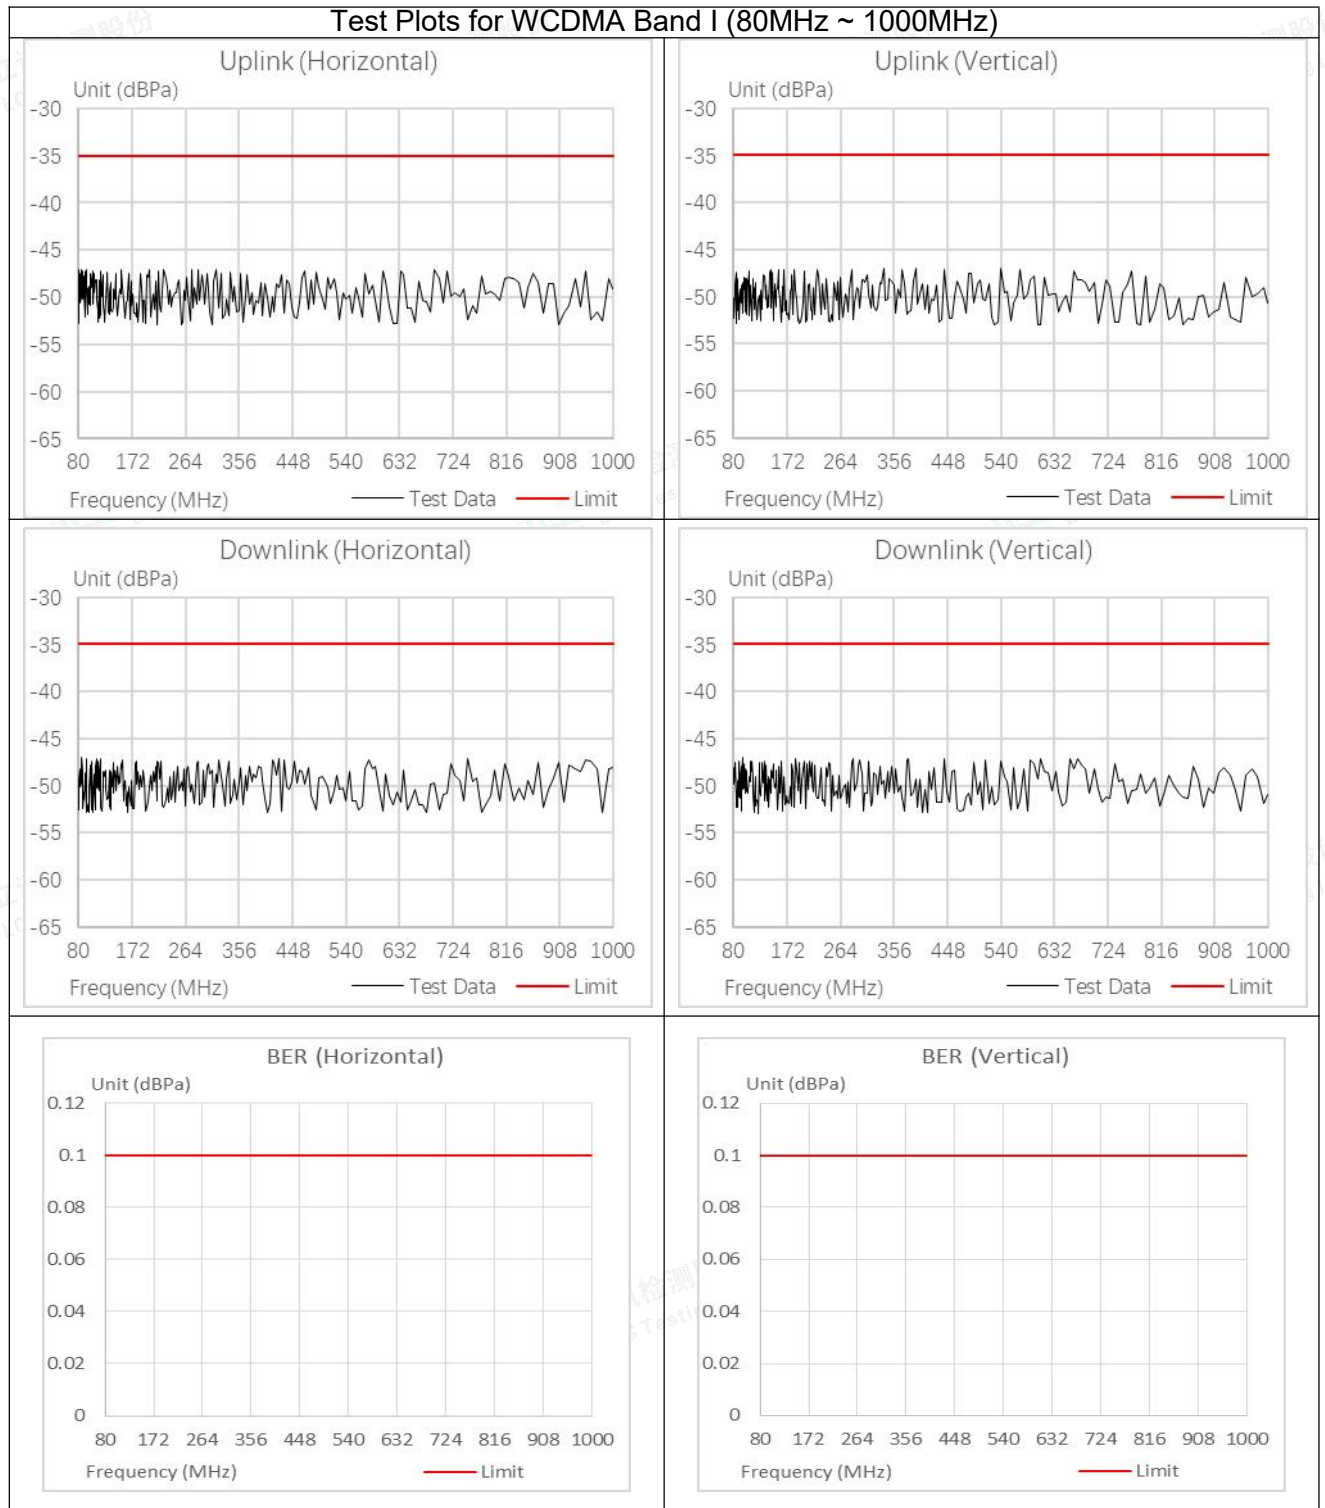 Test Plots for WCDMA Band I (80MHz ~ 1000MHz)
Uplink (Horizontal)
Unit (dBPa)
-30
-35
-40
-45
-50
-55
-60
-65
80 172 264 356 448 540 632 724 816 908 1000
Frequency (MHz) Test Data Limit
Uplink (Vertical)
Unit (dBPa)
-30
-35
-40
-45
-50
-55
-60
-65
80 172 264 356 448 540 632 724 816 908 1000
Frequency (MHz) Test Data Limit
Downlink (Horizontal)
Unit (dBPa)
-30
-35
-40
-45
-50
-55
-60
-65
80 172 264 356 448 540 632 724 816 908 1000
Frequency (MHz) Test Data Limit
Downlink (Vertical)
Unit (dBPa)
-30
-35
-40
-45
-50
-55
-60
-65
80 172 264 356 448 540 632 724 816 908 1000
Frequency (MHz) Test Data Limit
BER (Horizontal)
Unit (dBPa)
0.12
0.1
0.08
0.06
0.04
0.02
0
80 172 264 356 448 540 632 724 816 908 1000
Frequency (MHz) Limit
BER (Vertical)
Unit (dBPa)
0.12
0.1
0.08
0.06
0.04
0.02
0
80 172 264 356 448 540 632 724 816 908 1000
Frequency (MHz) Limit